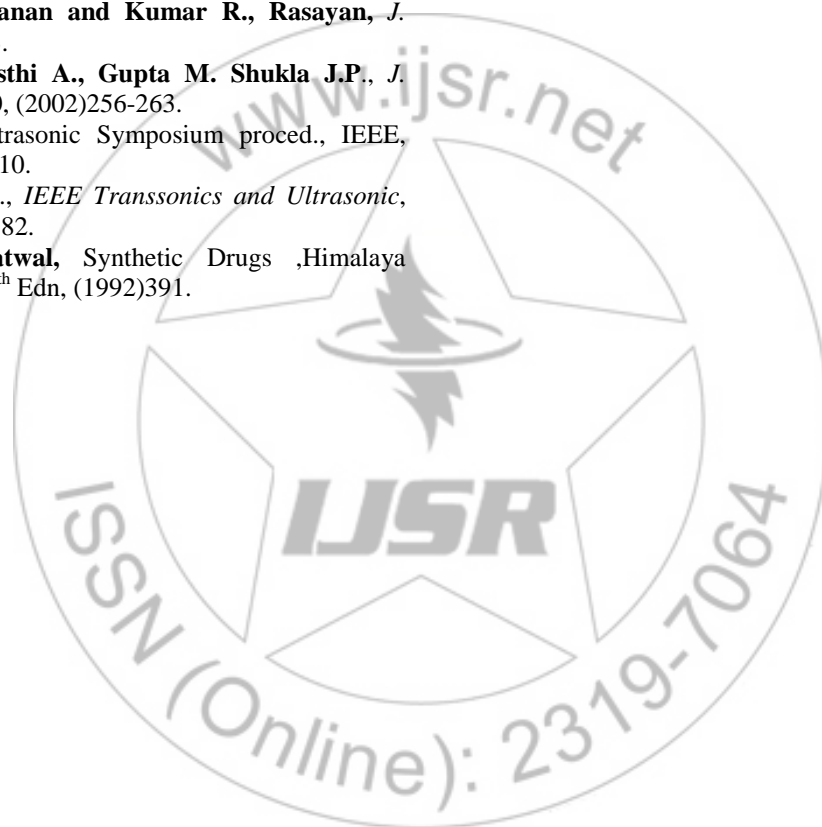 anan and Kumar R., Rasayan, J.
.
sthi A., Gupta M. Shukla J.P., J.
), (2002)256-263.
trasonic Symposium proced., IEEE,
10.
., IEEE Transsonics and Ultrasonic,
82.
atwal, Synthetic Drugs ,Himalaya
th Edn, (1992)391.
www.ijsr.net
IJSR
ISSN (Online): 2319-7064